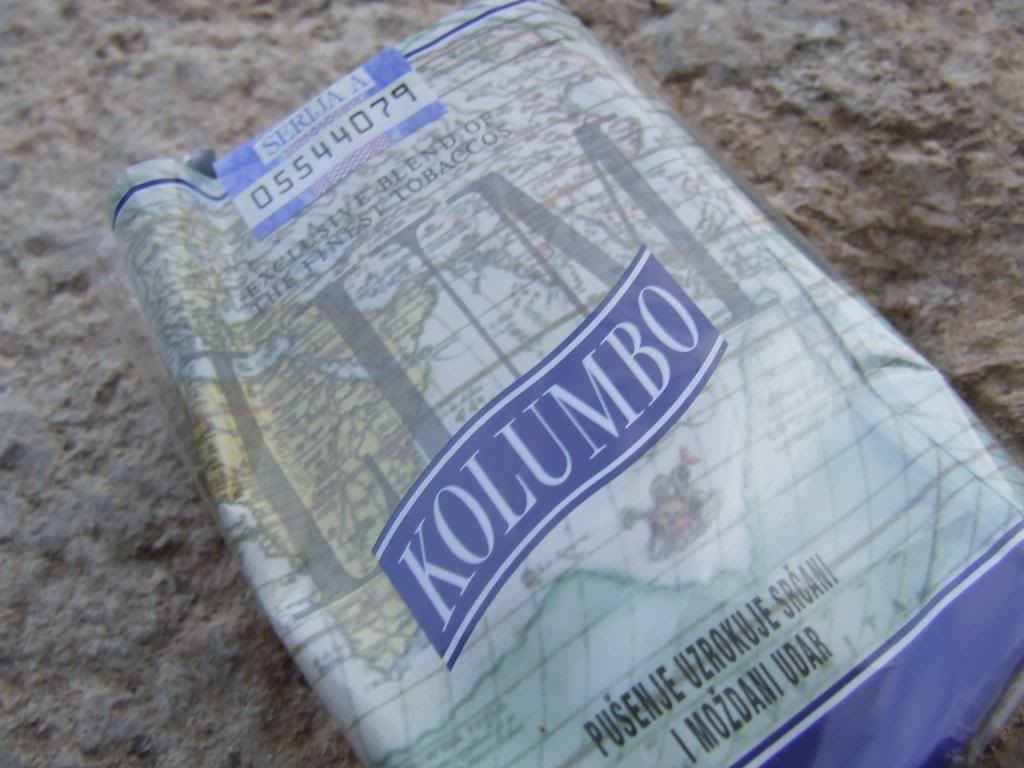 SERIJA A
05544079
EXCLUSIVE BLEND OF
THE FINEST TOBACCOS
KOLUMBO
PUŠENJE UZROKUJE SRČANI
I MOŽDANI UDAR